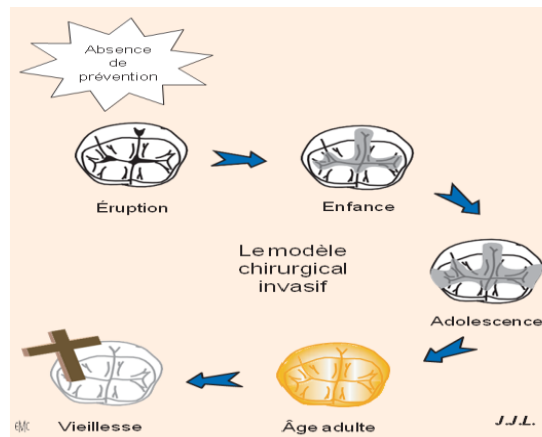 Absence
de
prévention
Éruption
Enfance
Le modèle
chirurgical
invasif
Adolescence
Vieillesse
Âge adulte
EMC
J.J.L.